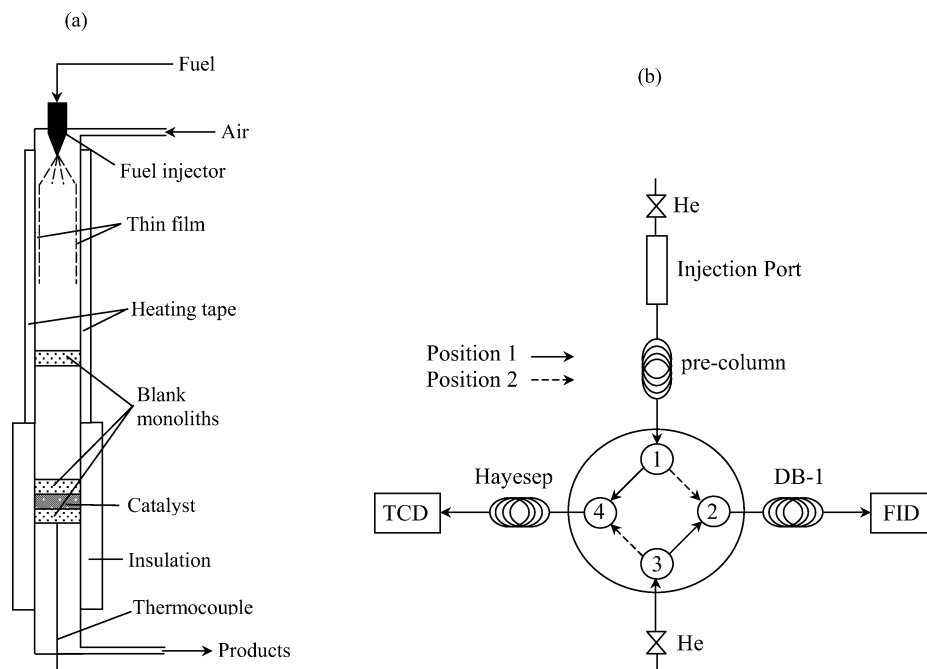 (a)
Fuel
Air
Fuel injector
Thin film
Heating tape
Blank
monoliths
Catalyst
Insulation
Thermocouple
Products
(b)
He
Injection Port
Position 1
Position 2
pre-column
1
Hayesep
DB-1
TCD
4
2
FID
3
He